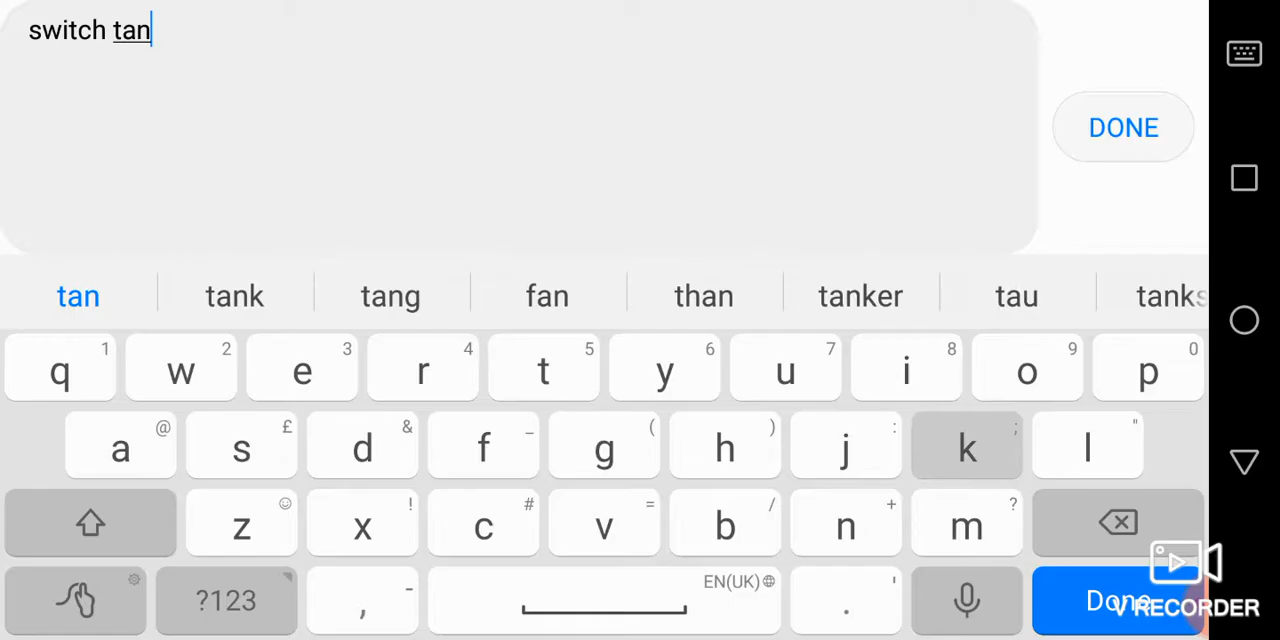 switch tan
DONE
tan tank tang fan than tanker tau tanks
q 1 w 2 e 3 r 4 t 5 y 6 u 7 i 8 o 9 p 0
a @ s £ d & f _ g ( h ) j : k ; l "
z x ! c # v = b / n + m ?
?123 , - EN(UK) . ' Done
V RECORDER